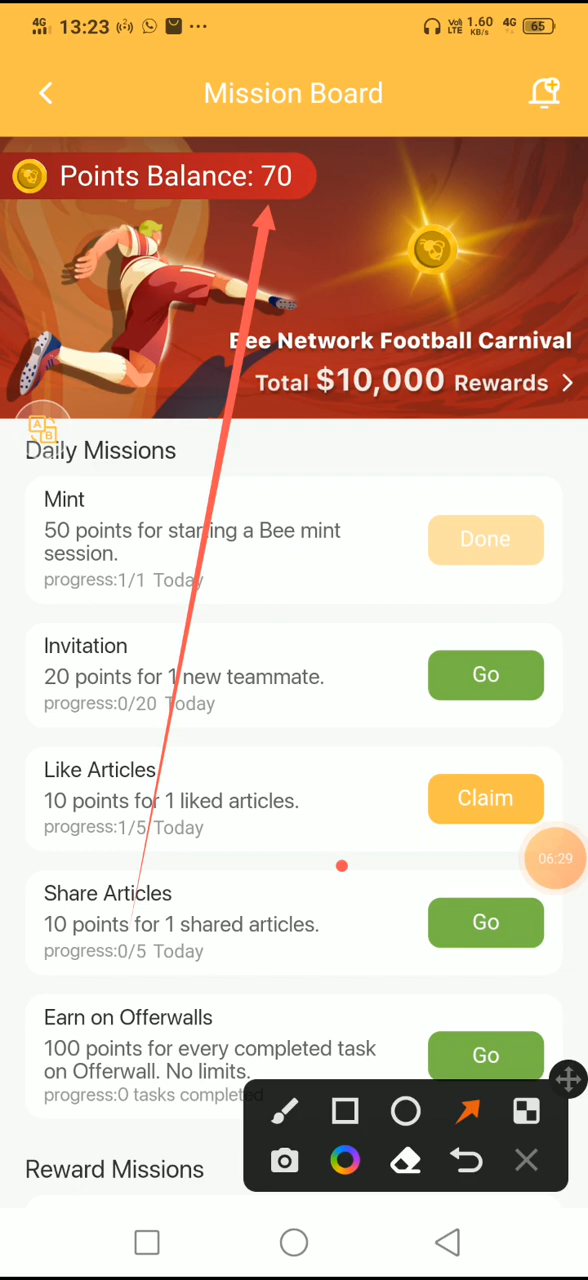 4G 13:23 ... Vo) LTE 1.60 KB/s 4G 65
Mission Board
Points Balance: 70
Bee Network Football Carnival
Total $10,000 Rewards >
A B
Daily Missions
Mint
50 points for starting a Bee mint
session.
progress:1/1 Today
Done
Invitation
20 points for 1 new teammate.
progress:0/20 Today
Go
Like Articles
10 points for 1 liked articles.
progress:1/5 Today
Claim
06:29
Share Articles
10 points for 1 shared articles.
progress:0/5 Today
Go
Earn on Offerwalls
100 points for every completed task
on Offerwall. No limits.
progress:0 tasks completed
Go
Reward Missions